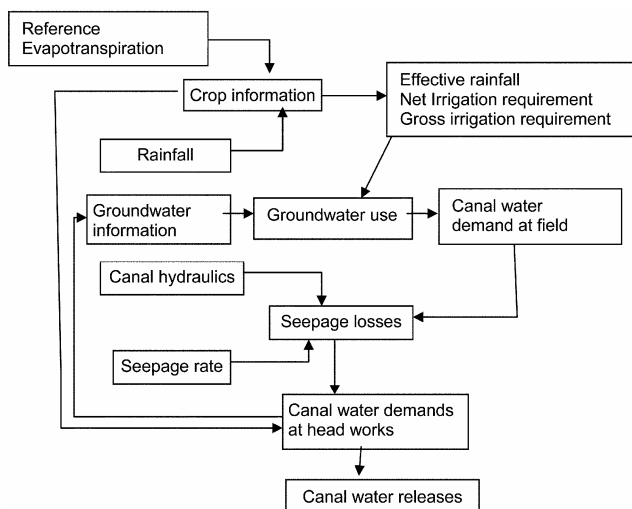 Reference
Evapotranspiration
Crop information
Effective rainfall
Net Irrigation requirement
Gross irrigation requirement
Rainfall
Groundwater
information
Groundwater use
Canal water
demand at field
Canal hydraulics
Seepage losses
Seepage rate
Canal water demands
at head works
Canal water releases